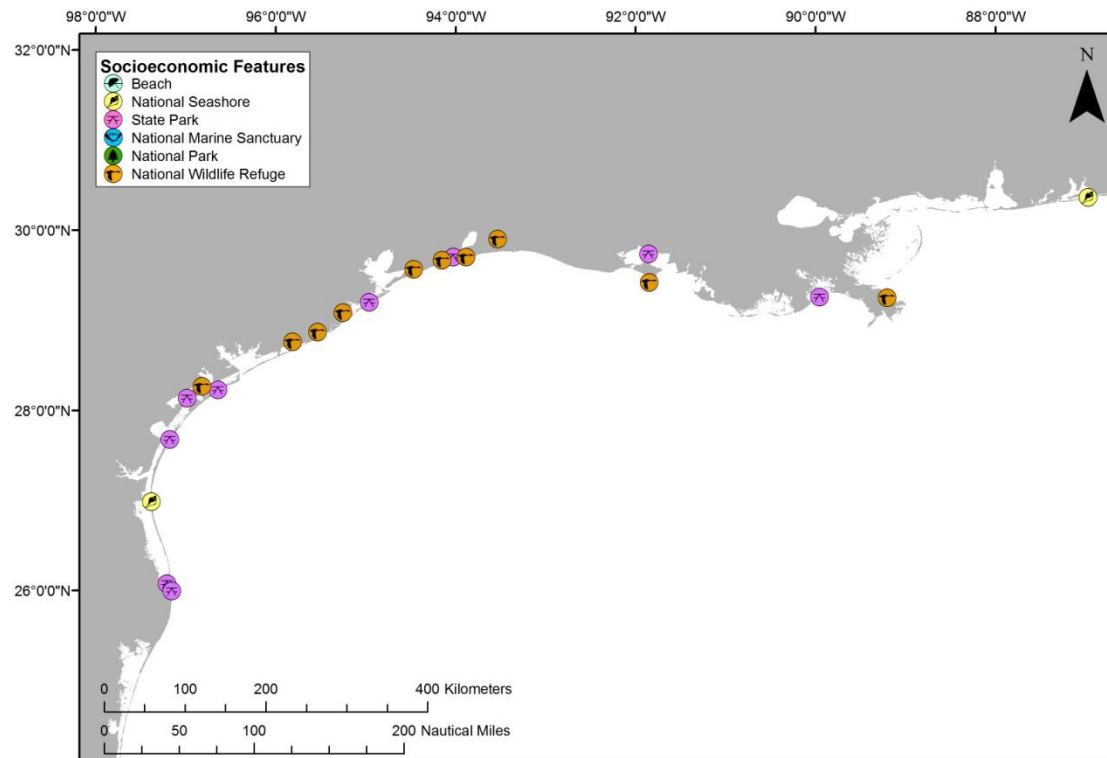 98°0'0"W 96°0'0"W 94°0'0"W 92°0'0"W 90°0'0"W 88°0'0"W
32°0'0"N
Socioeconomic Features
Beach
National Seashore
State Park
National Marine Sanctuary
National Park
National Wildlife Refuge
N
30°0'0"N
28°0'0"N
26°0'0"N
0 100 200 400 Kilometers
0 50 100 200 Nautical Miles